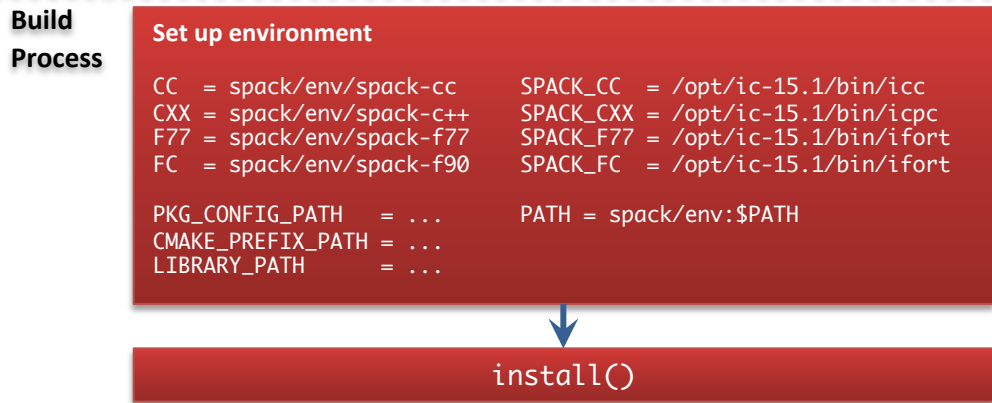 Build
Process
Set up environment
CC  = spack/env/spack-cc    SPACK_CC  = /opt/ic-15.1/bin/icc
CXX = spack/env/spack-c++   SPACK_CXX = /opt/ic-15.1/bin/icpc
F77 = spack/env/spack-f77   SPACK_F77 = /opt/ic-15.1/bin/ifort
FC  = spack/env/spack-f90   SPACK_FC  = /opt/ic-15.1/bin/ifort
PKG_CONFIG_PATH   = ...     PATH = spack/env:$PATH
CMAKE_PREFIX_PATH = ...
LIBRARY_PATH      = ...
install()